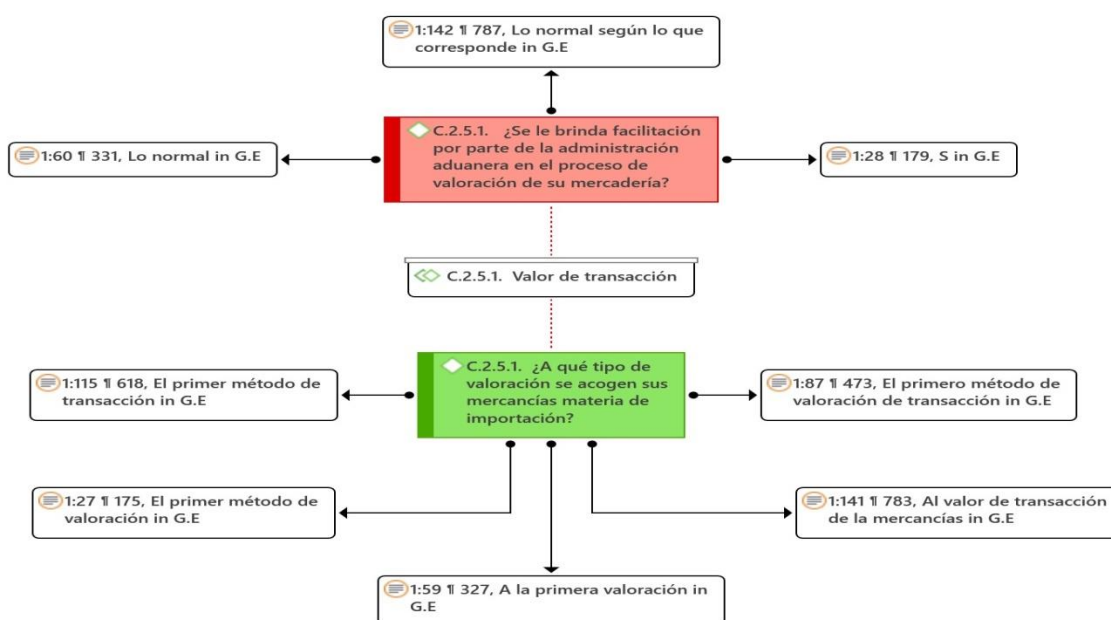 1:142 ¶ 787, Lo normal según lo que
corresponde in G.E
C.2.5.1. ¿Se le brinda facilitación
por parte de la administración
aduanera en el proceso de
valoración de su mercadería?
1:60 ¶ 331, Lo normal in G.E
1:28 ¶ 179, S in G.E
C.2.5.1. Valor de transacción
C.2.5.1. ¿A qué tipo de
valoración se acogen sus
mercancías materia de
importación?
1:115 ¶ 618, El primer método de
transacción in G.E
1:87 ¶ 473, El primero método de
valoración de transacción in G.E
1:27 ¶ 175, El primer método de
valoración in G.E
1:141 ¶ 783, Al valor de transacción
de la mercancías in G.E
1:59 ¶ 327, A la primera valoración in
G.E